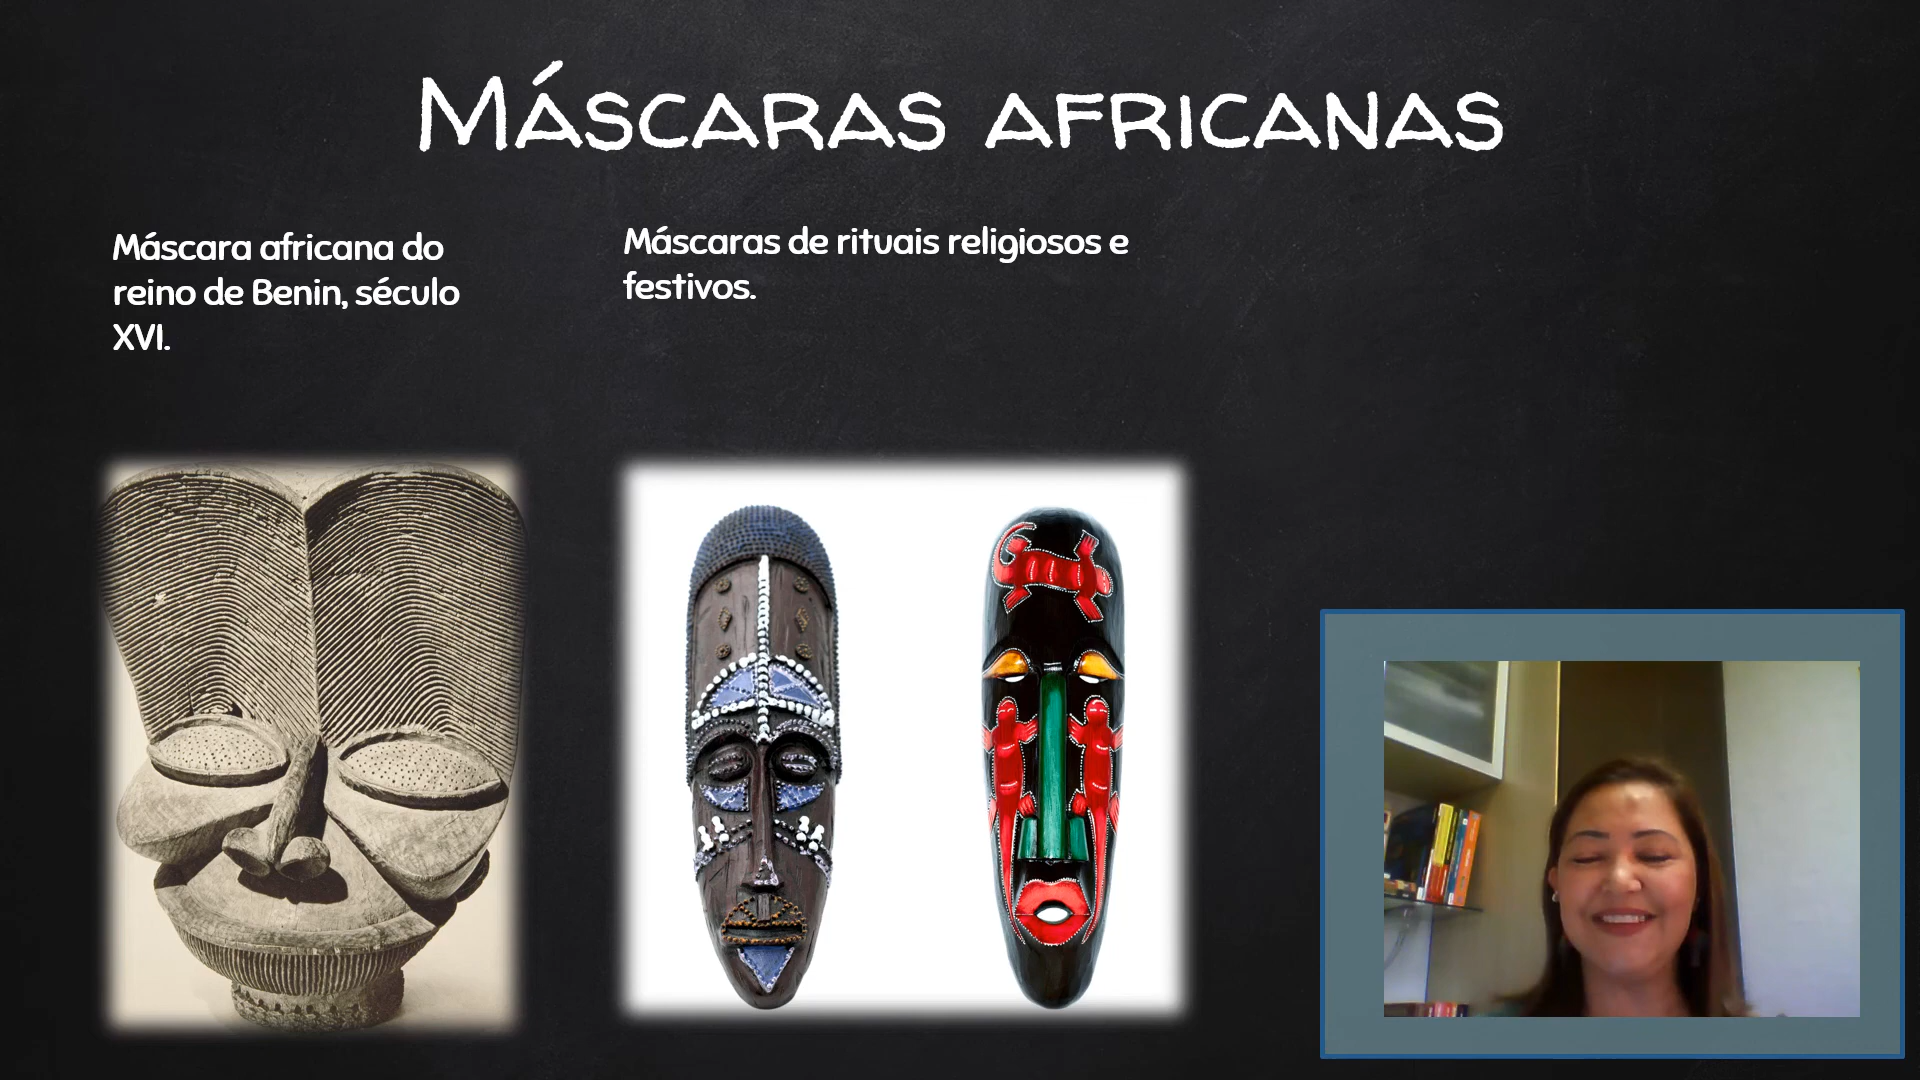 Máscaras africanas
Máscara africana do
reino de Benin, século
XVI.
Máscaras de rituais religiosos e
festivos.